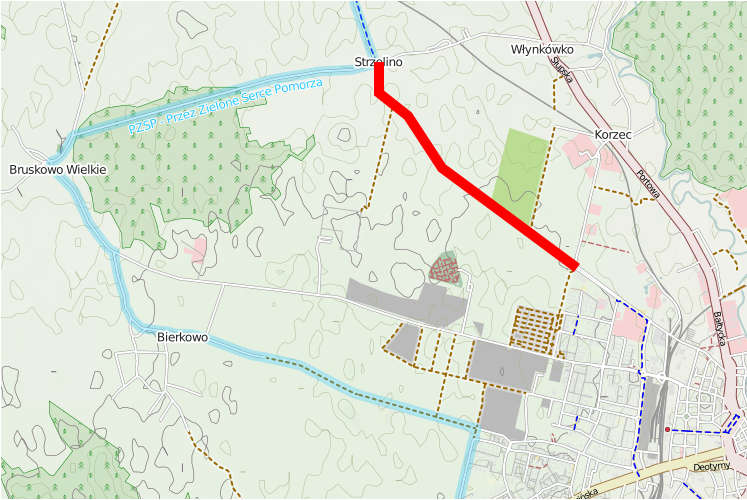 Włynkówko
Strzelino
Słupska
PZSP - Przez Zielone Serce Pomorza
Korzec
Bruskowo Wielkie
Portowa
Bałtycka
Bierkowo
Deotymy